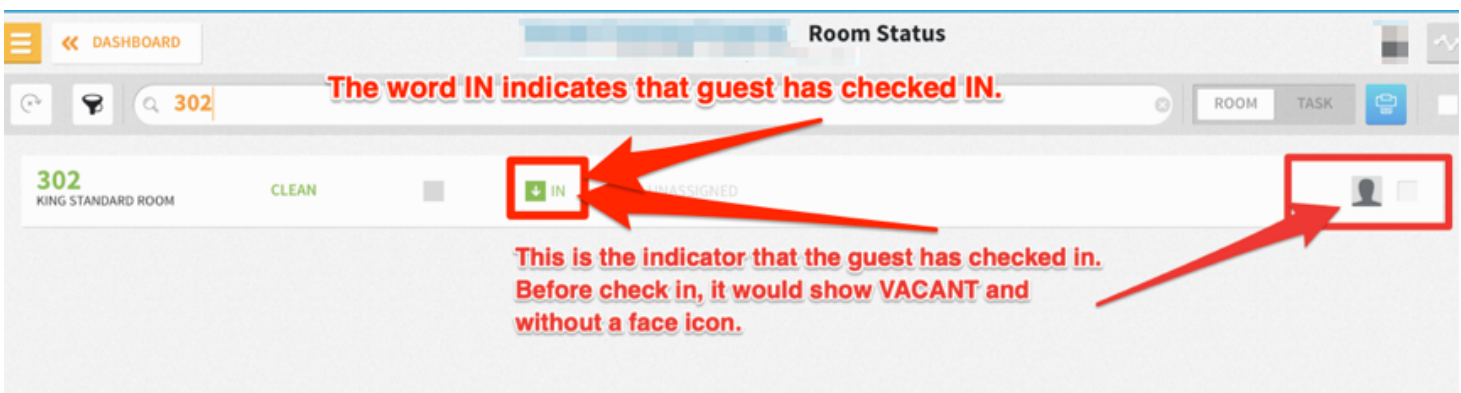 Room Status
DASHBOARD
The word IN indicates that guest has checked IN.
302
ROOM TASK
302
KING STANDARD ROOM
CLEAN
IN
UNASSIGNED
This is the indicator that the guest has checked in.
Before check in, it would show VACANT and
without a face icon.